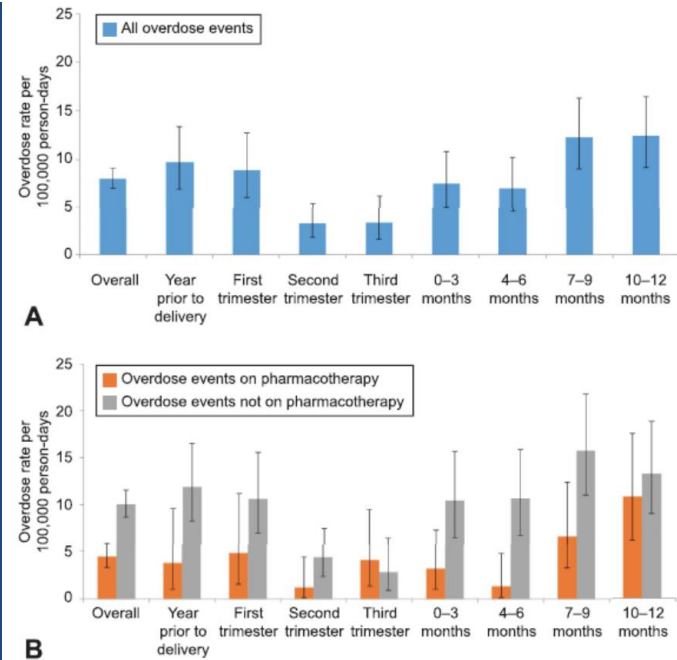 25
All overdose events
20
15
10
5
0
Overdose rate per
100,000 person-days
Overall
Year
prior to
delivery
First
trimester
Second
trimester
Third
trimester
0–3
months
4–6
months
7–9
months
10–12
months
A
25
Overdose events on pharmacotherapy
Overdose events not on pharmacotherapy
20
15
10
5
0
Overdose rate per
100,000 person-days
Overall
Year
prior to
delivery
First
trimester
Second
trimester
Third
trimester
0–3
months
4–6
months
7–9
months
10–12
months
B